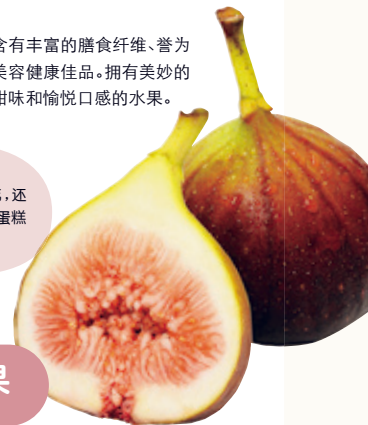 含有丰富的膳食纤维、誉为
美容健康佳品。拥有美妙的
甜味和愉悦口感的水果。
,还
蛋糕
果